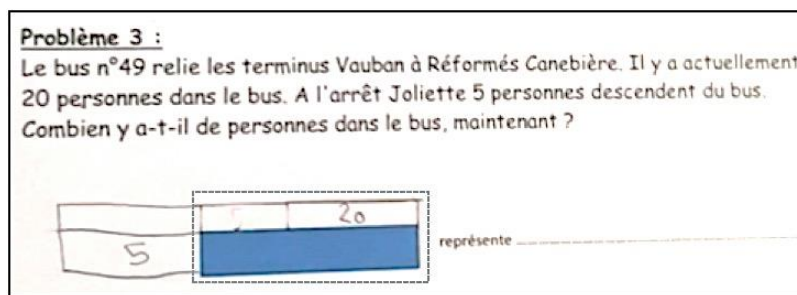 Problème 3 :
Le bus n°49 relie les terminus Vauban à Réformés Canebière. Il y a actuellement
20 personnes dans le bus. A l'arrêt Joliette 5 personnes descendent du bus.
Combien y a-t-il de personnes dans le bus, maintenant ?
20
5
représente